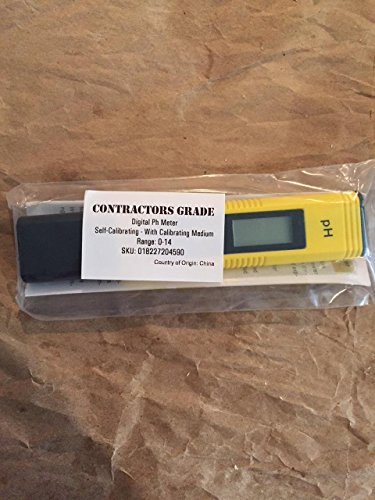 CONTRACTORS GRADE
Digital Ph Meter
Self-Calibrating - With Calibrating Medium
Range: 0-14
SKU: 018227204590
Country of Origin: China
pH